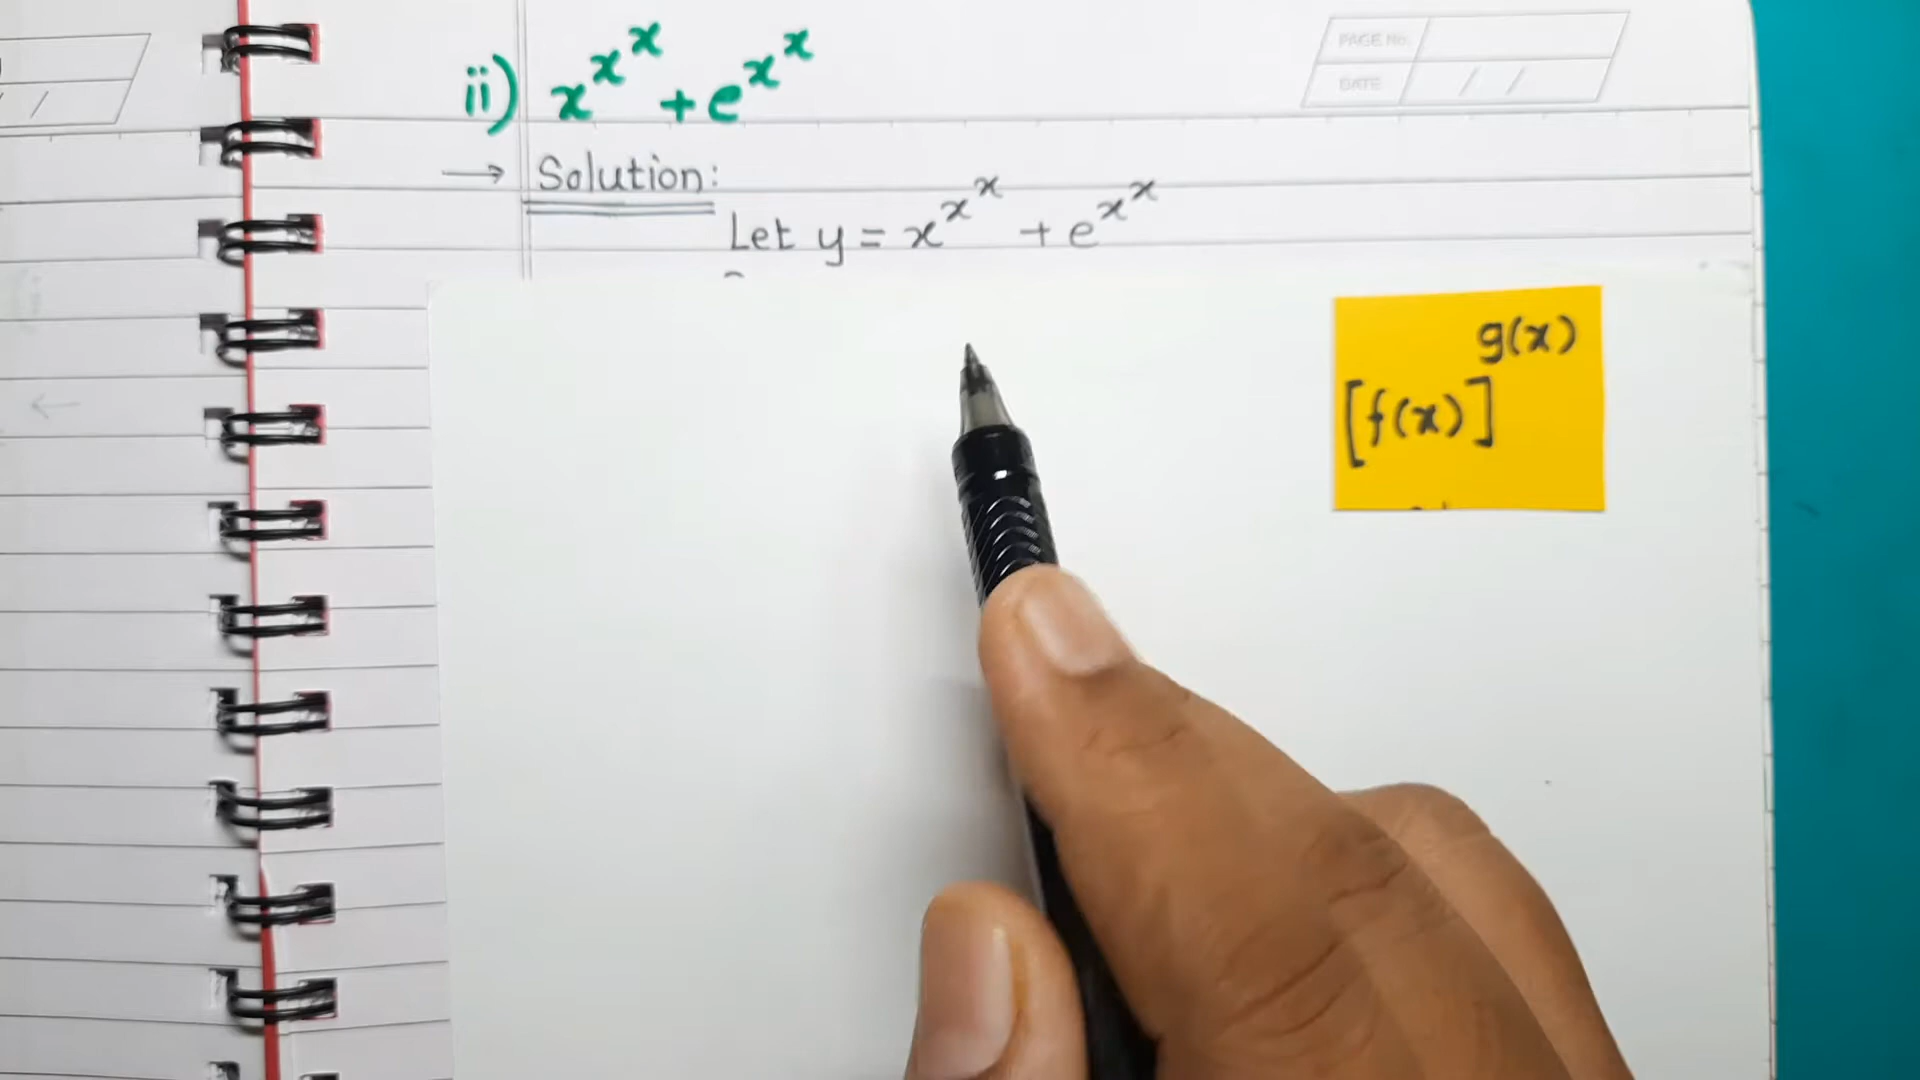 PAGE No.
DATE / /
ii) x^{x^x} + e^{x^x}
→ Solution:
Let y = x^{x^x} + e^{x^x}
[f(x)]^{g(x)}